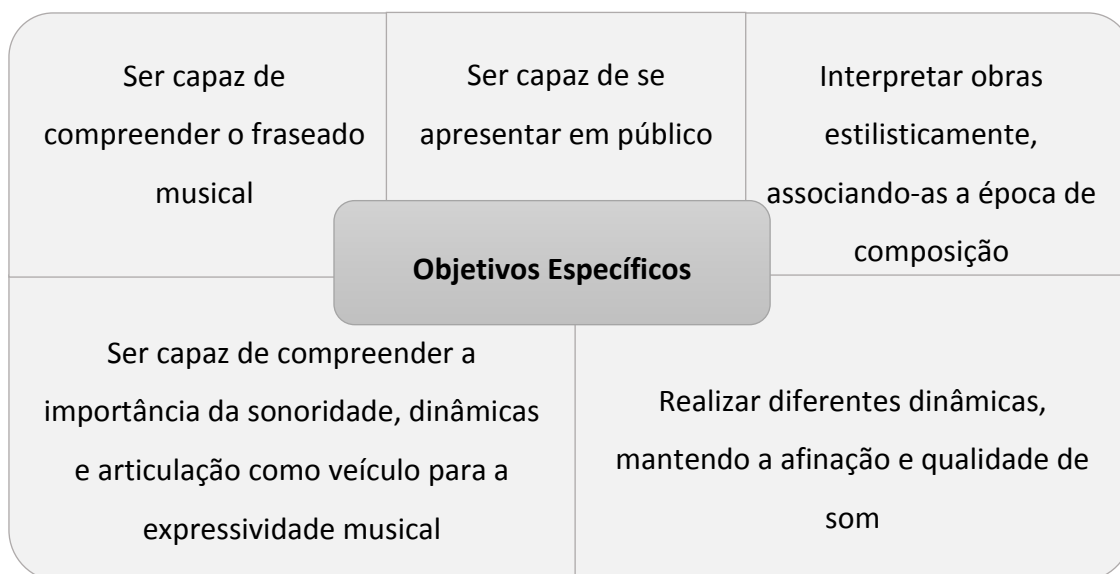 Ser capaz de
compreender o fraseado
musical
Ser capaz de se
apresentar em público
Interpretar obras
estilisticamente,
associando-as a época de
composição
Objetivos Específicos
Ser capaz de compreender a
importância da sonoridade, dinâmicas
e articulação como veículo para a
expressividade musical
Realizar diferentes dinâmicas,
mantendo a afinação e qualidade de
som